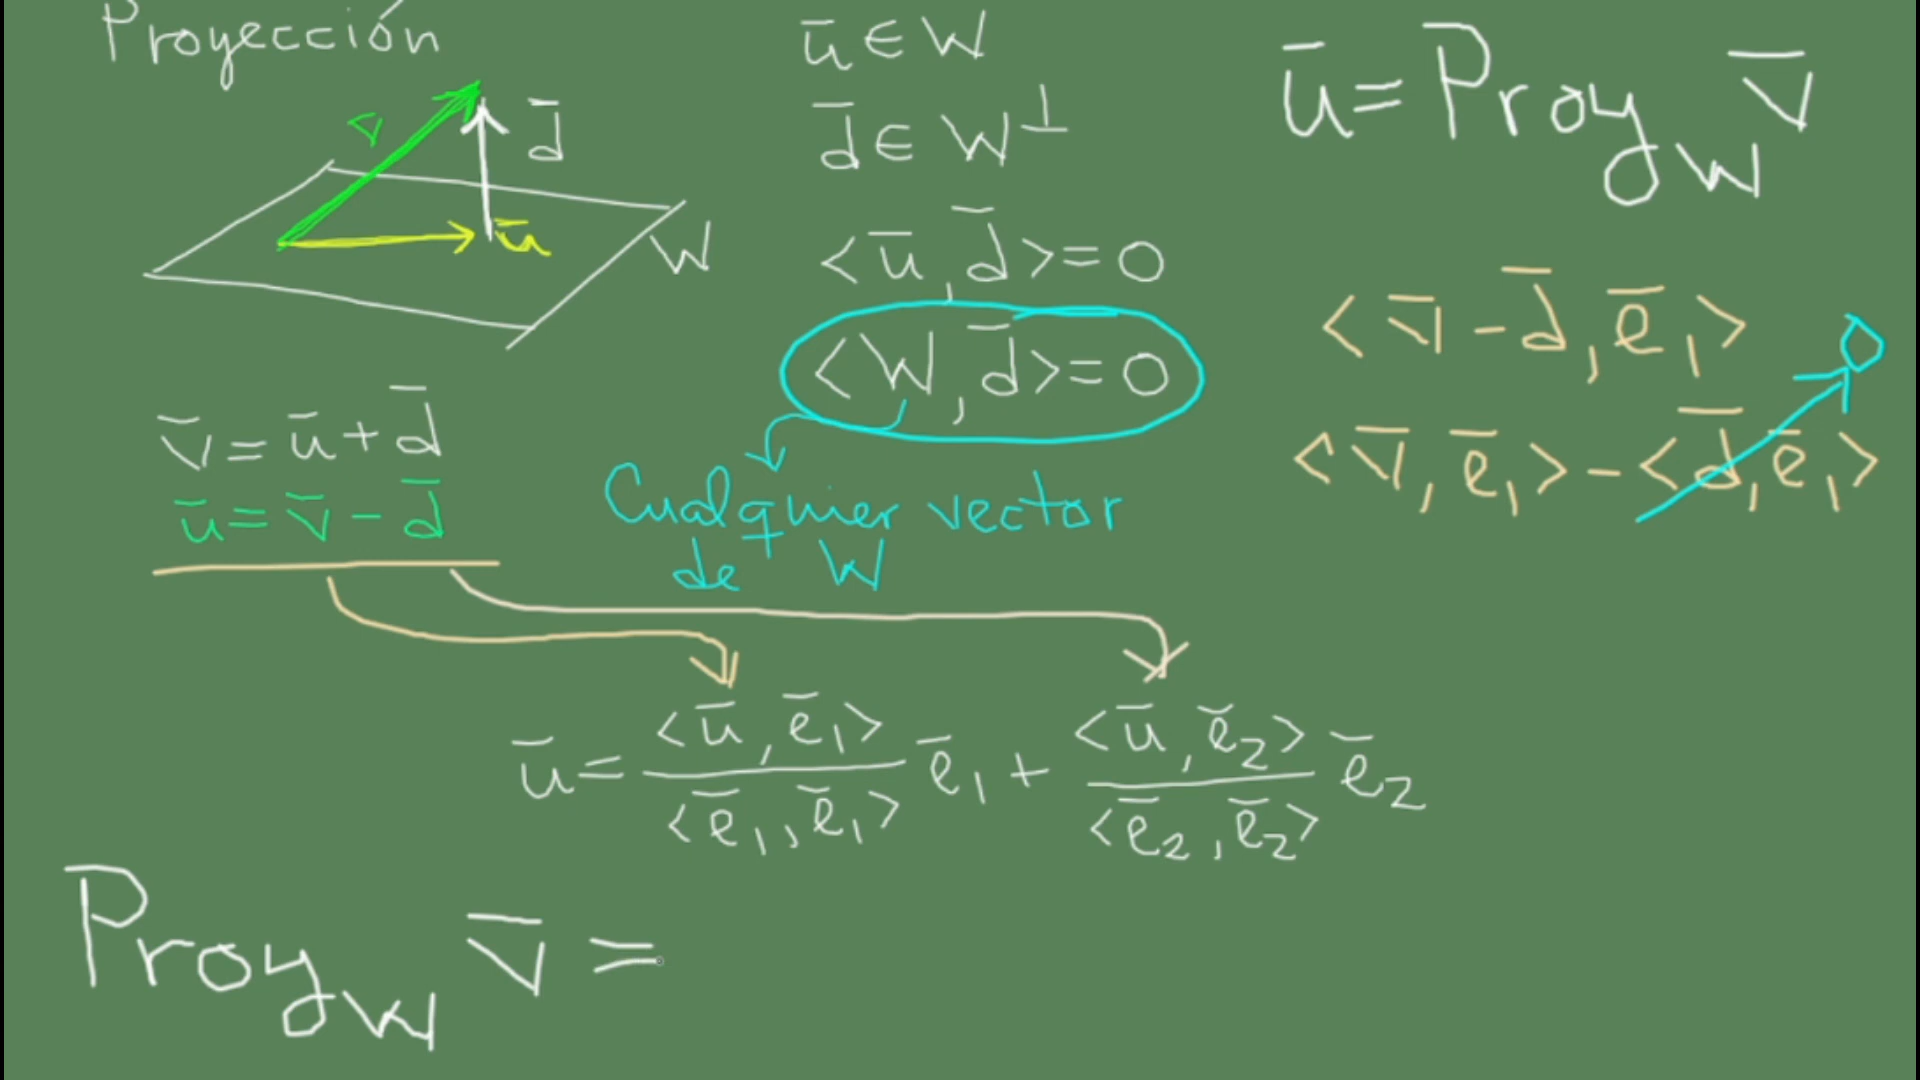 Proyección
v̄
d̄
ū
W
ū ∈ W
d̄ ∈ W⊥
<ū, d̄> = 0
<W, d̄> = 0
Cualquier vector
de W
v̄ = ū + d̄
ū = v̄ - d̄
ū = Proy_W v̄
<v̄ - d̄, ē₁>
<v̄, ē₁> - <d̄, ē₁> 0
ū = <ū, ē₁> / <ē₁, ē₁> ē₁ + <ū, ē₂> / <ē₂, ē₂> ē₂
Proy_W v̄ =